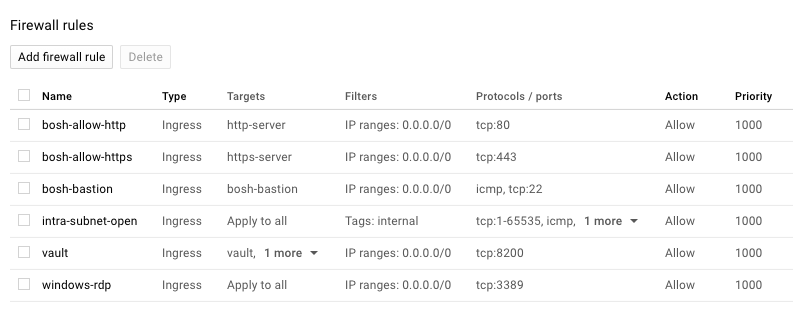 Firewall rules
Add firewall rule Delete
Name Type Targets Filters Protocols / ports Action Priority
bosh-allow-http Ingress http-server IP ranges: 0.0.0.0/0 tcp:80 Allow 1000
bosh-allow-https Ingress https-server IP ranges: 0.0.0.0/0 tcp:443 Allow 1000
bosh-bastion Ingress bosh-bastion IP ranges: 0.0.0.0/0 icmp, tcp:22 Allow 1000
intra-subnet-open Ingress Apply to all Tags: internal tcp:1-65535, icmp, 1 more Allow 1000
vault Ingress vault, 1 more IP ranges: 0.0.0.0/0 tcp:8200 Allow 1000
windows-rdp Ingress Apply to all IP ranges: 0.0.0.0/0 tcp:3389 Allow 1000